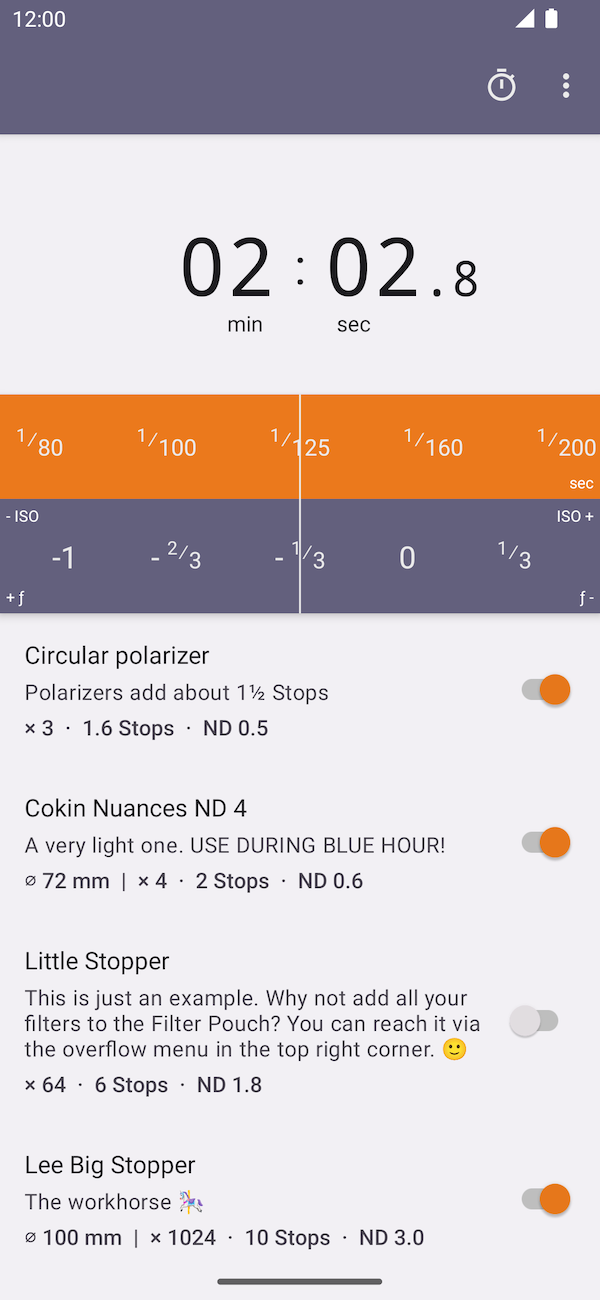 12:00
02 : 02.8
min sec
1/80 1/100 1/125 1/160 1/200
sec
- ISO ISO +
-1 - 2/3 - 1/3 0 1/3
+ ƒ ƒ -
Circular polarizer
Polarizers add about 1½ Stops
× 3 · 1.6 Stops · ND 0.5
Cokin Nuances ND 4
A very light one. USE DURING BLUE HOUR!
⌀ 72 mm | × 4 · 2 Stops · ND 0.6
Little Stopper
This is just an example. Why not add all your
filters to the Filter Pouch? You can reach it via
the overflow menu in the top right corner. 🙂
× 64 · 6 Stops · ND 1.8
Lee Big Stopper
The workhorse 🎠
⌀ 100 mm | × 1024 · 10 Stops · ND 3.0